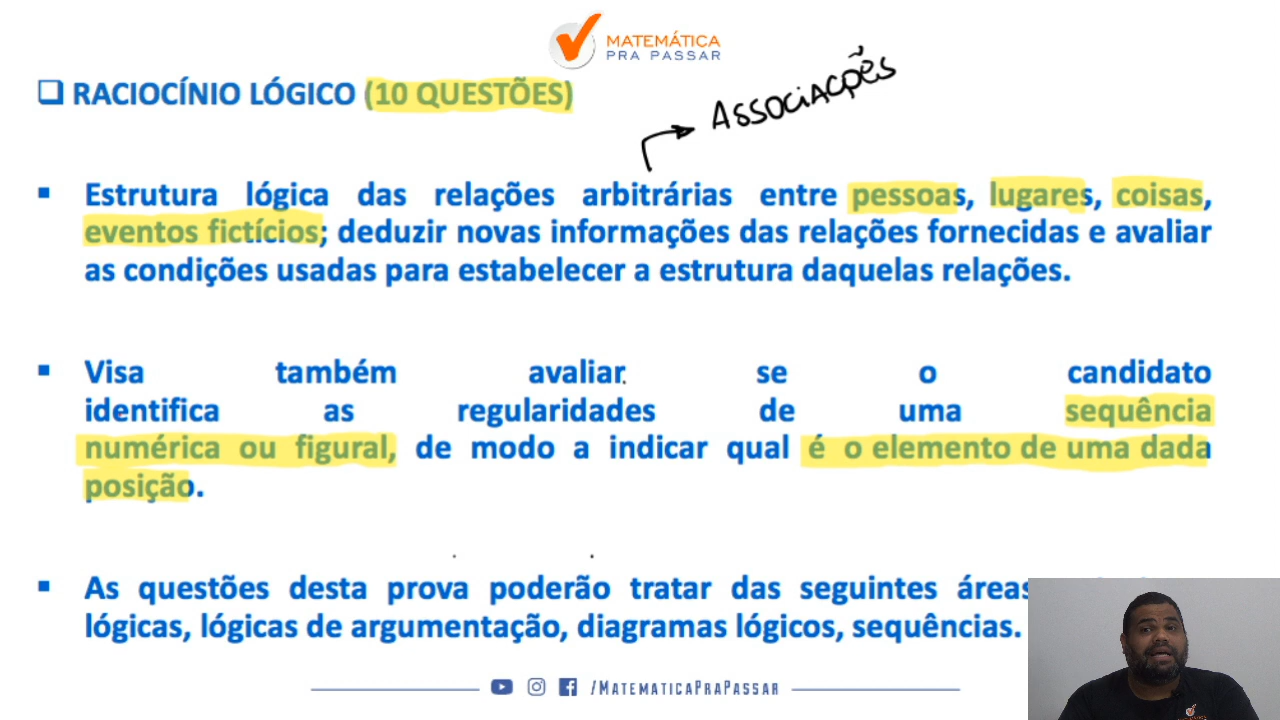 MATEMÁTICA
PRA PASSAR
RACIOCÍNIO LÓGICO (10 QUESTÕES)
ASSOCIAÇÕES
Estrutura lógica das relações arbitrárias entre pessoas, lugares, coisas,
eventos fictícios; deduzir novas informações das relações fornecidas e avaliar
as condições usadas para estabelecer a estrutura daquelas relações.
Visa também avaliar se o candidato
identifica as regularidades de uma sequência
numérica ou figural, de modo a indicar qual é o elemento de uma dada
posição.
As questões desta prova poderão tratar das seguintes áreas
lógicas, lógicas de argumentação, diagramas lógicos, sequências.
/MATEMATICAPRAPASSAR